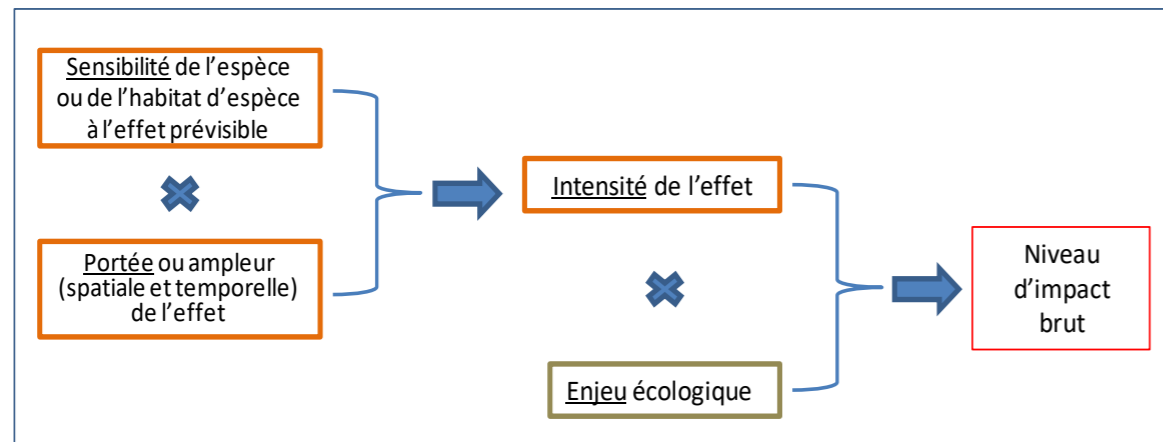 Sensibilité de l'espèce
ou de l'habitat d'espèce
à l'effet prévisible
Portée ou ampleur
(spatiale et temporelle)
de l'effet
Intensité de l'effet
Enjeu écologique
Niveau
d'impact
brut